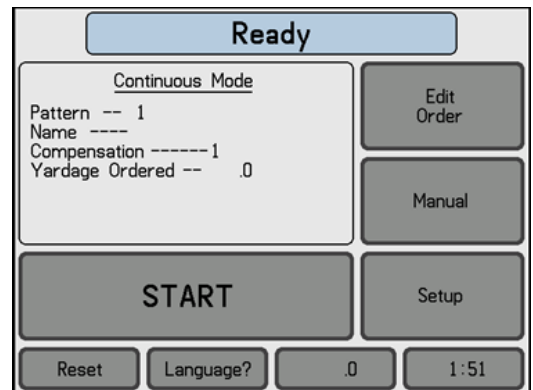 Ready
Continuous Mode
Pattern -- 1
Name ----
Compensation ------1
Yardage Ordered -- .0
Edit
Order
Manual
START
Setup
Reset
Language?
.0
1:51